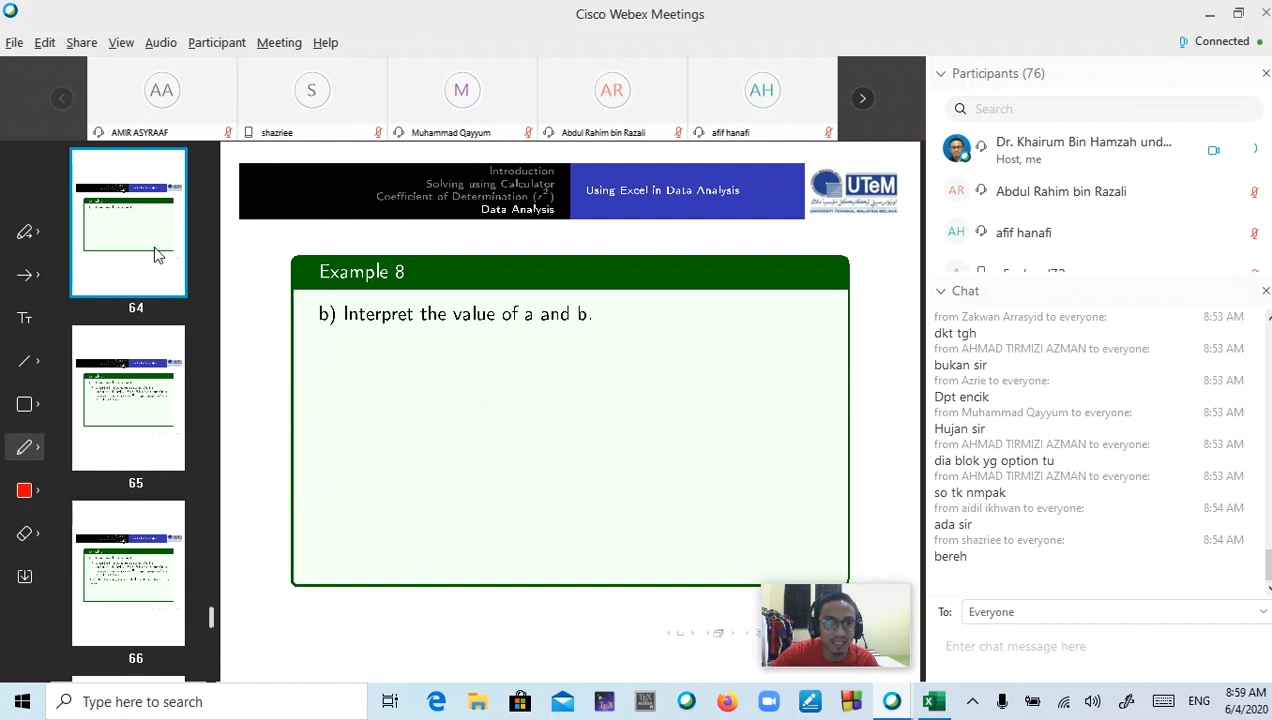 Cisco Webex Meetings
File Edit Share View Audio Participant Meeting Help
Connected
AA
S
M
AR
AH
AMIR ASYRAAF
shazriee
Muhammad Qayyum
Abdul Rahim bin Razali
afif hanafi
Participants (76)
Search
Dr. Khairum Bin Hamzah und...
Host, me
AR
Abdul Rahim bin Razali
AH
afif hanafi
Introduction
Solving using Calculator
Coefficient of Determination (r²)
Data Analysis
Using Excel in Data Analysis
UTeM
UNIVERSITI TEKNIKAL MALAYSIA MELAKA
Example 8
b) Interpret the value of a and b.
64
65
66
Chat
from Zakwan Arrasyid to everyone: 8:53 AM
dkt tgh
from AHMAD TIRMIZI AZMAN to everyone: 8:53 AM
bukan sir
from Azrie to everyone: 8:53 AM
Dpt encik
from Muhammad Qayyum to everyone: 8:53 AM
Hujan sir
from AHMAD TIRMIZI AZMAN to everyone: 8:53 AM
dia blok yg option tu
from AHMAD TIRMIZI AZMAN to everyone: 8:53 AM
so tk nmpak
from aidil ikhwan to everyone: 8:54 AM
ada sir
from shazriee to everyone: 8:54 AM
bereh
To: Everyone
Enter chat message here
Type here to search
ENG
8:59 AM
6/4/2020